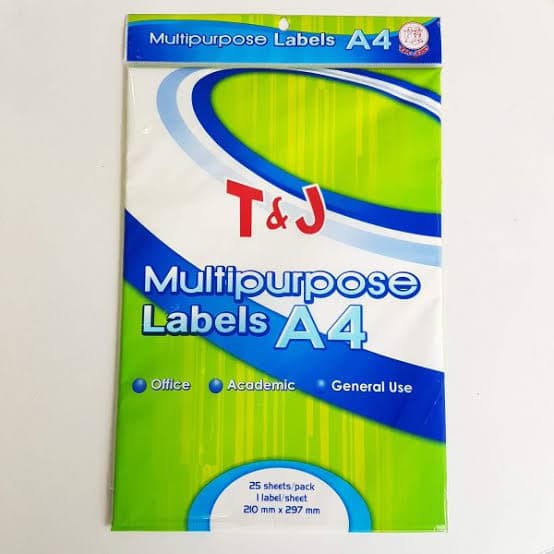 Multipurpose Labels A4
T & J
Multipurpose
Labels A4
Office Academic General Use
25 sheets/pack
1 label/sheet
210 mm x 297 mm